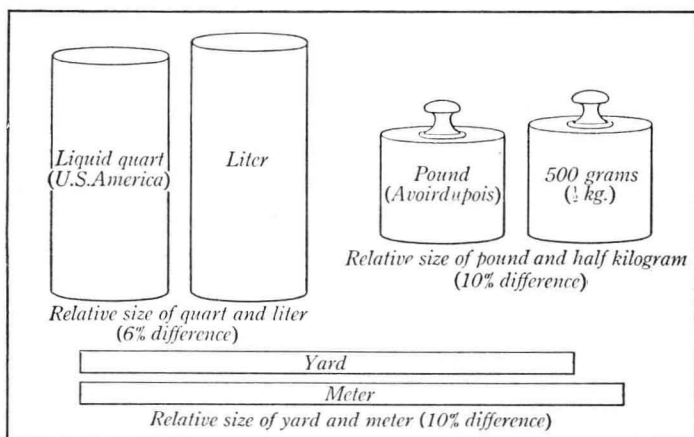 Liquid quart
(U.S.America)
Liter
Relative size of quart and liter
(6% difference)
Pound
(Avoirdupois)
500 grams
(½ kg.)
Relative size of pound and half kilogram
(10% difference)
Yard
Meter
Relative size of yard and meter (10% difference)